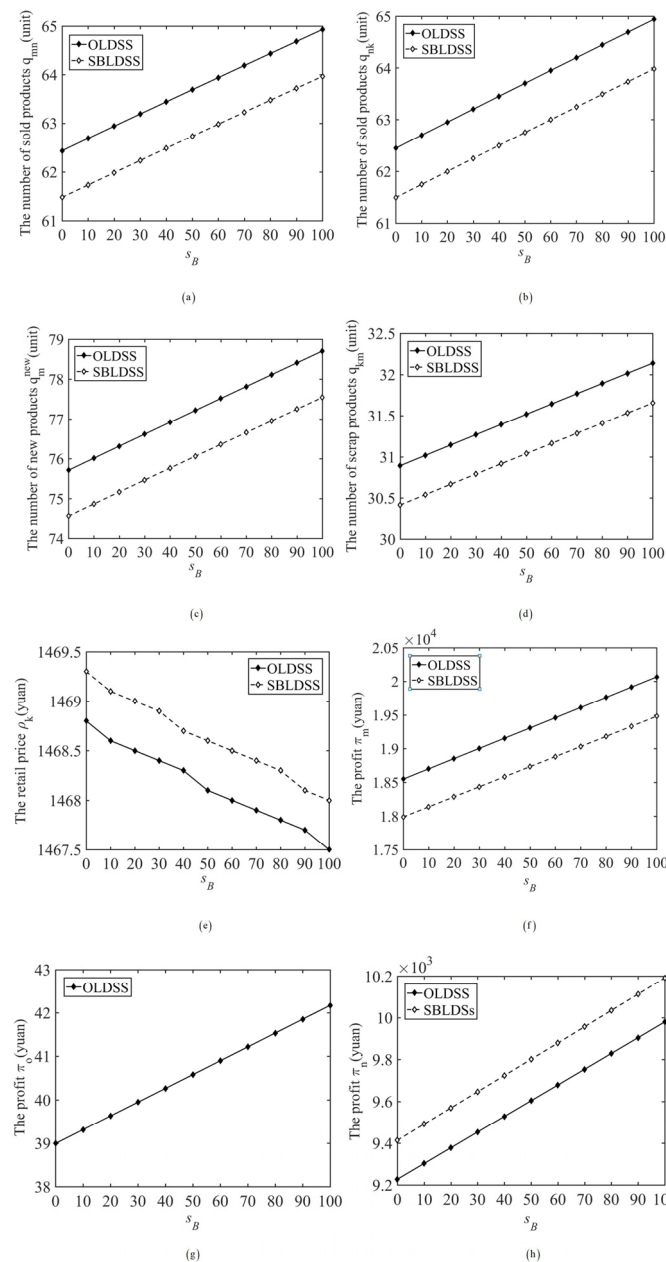 65
64
63
62
61
The number of sold products q_mn(unit)
OLDSS
SBLDSS
0 10 20 30 40 50 60 70 80 90 100
s_B
(a)
65
64
63
62
61
The number of sold products q_nk(unit)
OLDSS
SBLDSS
0 10 20 30 40 50 60 70 80 90 100
s_B
(b)
79
78
77
76
75
74
The number of new products q_m^new(unit)
OLDSS
SBLDSS
0 10 20 30 40 50 60 70 80 90 100
s_B
(c)
32.5
32
31.5
31
30.5
30
The number of scrap products q_km(unit)
OLDSS
SBLDSS
0 10 20 30 40 50 60 70 80 90 100
s_B
(d)
1469.5
1469
1468.5
1468
1467.5
The retail price ρ_k(yuan)
OLDSS
SBLDSS
0 10 20 30 40 50 60 70 80 90 100
s_B
(e)
×10^4
2.05
2
1.95
1.9
1.85
1.8
1.75
The profit π_m(yuan)
OLDSS
SBLDSS
0 10 20 30 40 50 60 70 80 90 100
s_B
(f)
43
42
41
40
39
38
The profit π_o(yuan)
OLDSS
0 10 20 30 40 50 60 70 80 90 100
s_B
(g)
×10^3
10.2
10
9.8
9.6
9.4
9.2
The profit π_n(yuan)
OLDSS
SBLDSs
0 10 20 30 40 50 60 70 80 90 100
s_B
(h)